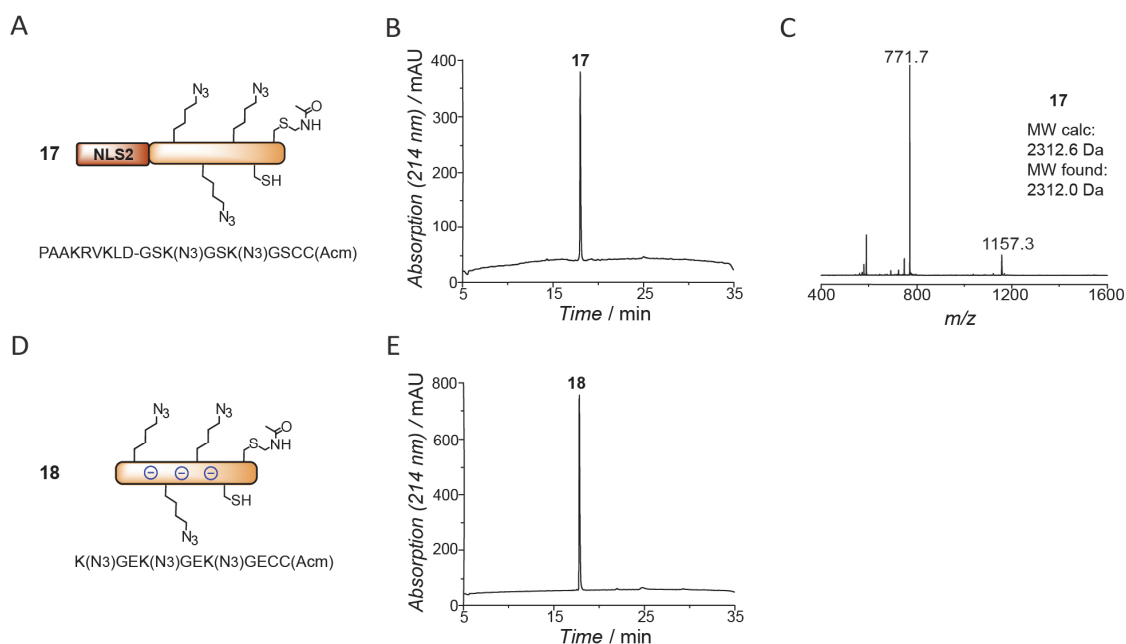 A
N3
N3
S
O
NH
17
NLS2
SH
N3
PAAKRVKLD-GSK(N3)GSK(N3)GSCC(Acm)
B
Absorption (214 nm) / mAU
400
300
200
100
0
17
5
15
25
35
Time / min
C
771.7
17
MW calc:
2312.6 Da
MW found:
2312.0 Da
1157.3
400
800
1200
1600
m/z
D
N3
N3
S
O
NH
18
− − −
SH
N3
K(N3)GEK(N3)GEK(N3)GECC(Acm)
E
Absorption (214 nm) / mAU
800
600
400
200
0
18
5
15
25
35
Time / min